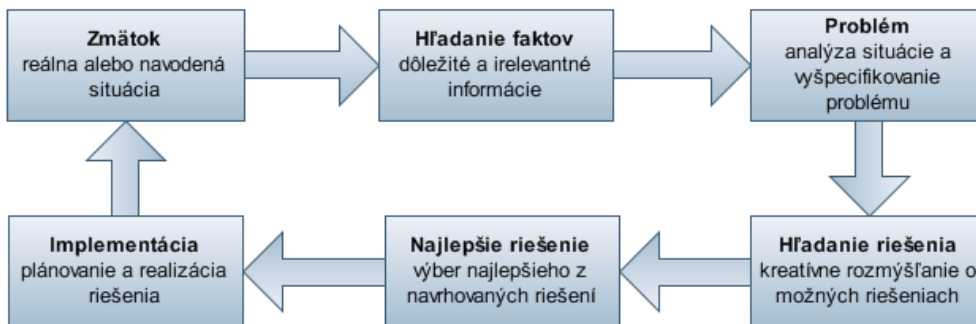 Zmätok
reálna alebo navodená
situácia
Hľadanie faktov
dôležité a irelevantné
informácie
Problém
analýza situácie a
vyšpecifikovanie
problému
Hľadanie riešenia
kreatívne rozmýšľanie o
možných riešeniach
Najlepšie riešenie
výber najlepšieho z
navrhovaných riešení
Implementácia
plánovanie a realizácia
riešenia